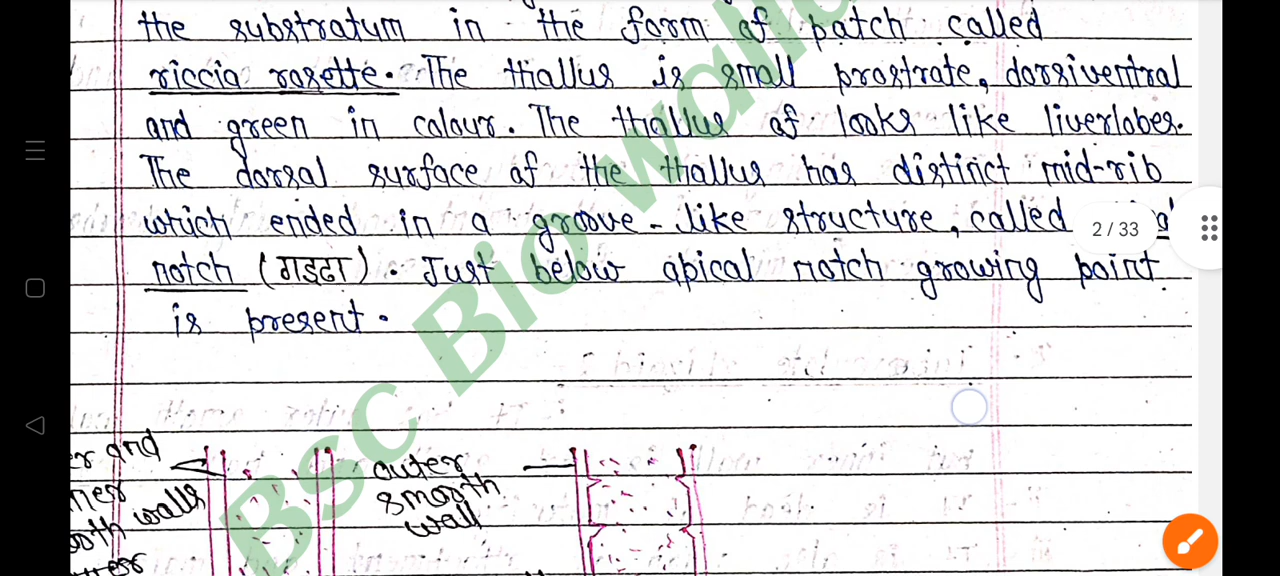 the substratum in the form of patch called
riccia rosette. The thallus is small prostrate, dorsiventral
and green in colour. The thallus of looks like liverlobes.
The dorsal surface of the thallus has distinct mid-rib
which ended in a groove-like structure, called
2/33
notch (गड्ढा). Just below apical notch growing point
is present.
er and
outer
smooth
walls
wall
Bsc Bio